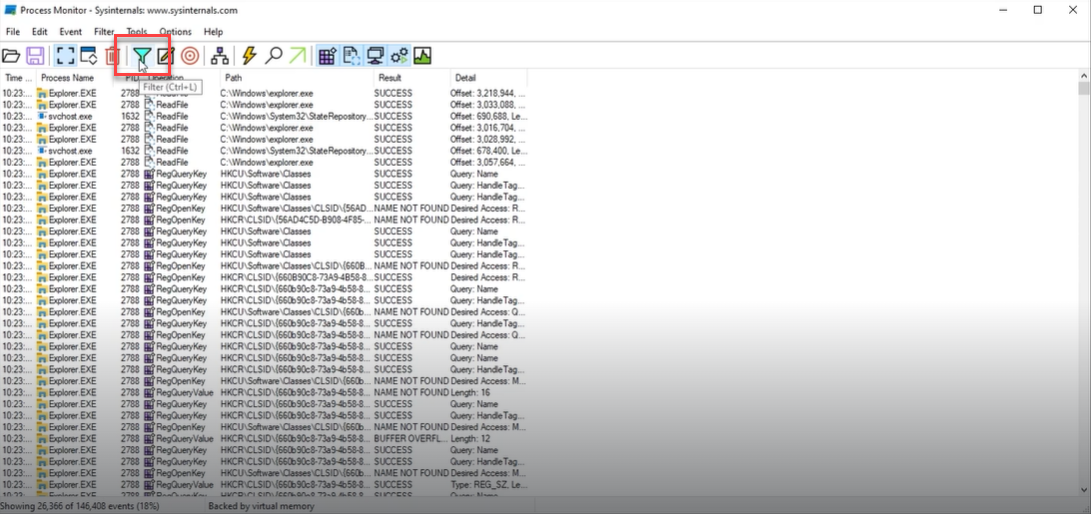 Process Monitor - Sysinternals: www.sysinternals.com
File Edit Event Filter Tools Options Help
Time ... Process Name PID Operation Path Result Detail
Filter (Ctrl+L)
10:23:... Explorer.EXE 2788 ReadFile C:\Windows\explorer.exe SUCCESS Offset: 3,218,944, ...
10:23:... Explorer.EXE 2788 ReadFile C:\Windows\explorer.exe SUCCESS Offset: 3,033,088, ...
10:23:... svchost.exe 1632 ReadFile C:\Windows\System32\StateRepository... SUCCESS Offset: 690,688, Le...
10:23:... Explorer.EXE 2788 ReadFile C:\Windows\explorer.exe SUCCESS Offset: 3,016,704, ...
10:23:... Explorer.EXE 2788 ReadFile C:\Windows\explorer.exe SUCCESS Offset: 3,028,992, ...
10:23:... svchost.exe 1632 ReadFile C:\Windows\System32\StateRepository... SUCCESS Offset: 678,400, Le...
10:23:... Explorer.EXE 2788 ReadFile C:\Windows\explorer.exe SUCCESS Offset: 3,057,664, ...
10:23:... Explorer.EXE 2788 RegQueryKey HKCU\Software\Classes SUCCESS Query: Name
10:23:... Explorer.EXE 2788 RegQueryKey HKCU\Software\Classes SUCCESS Query: HandleTag...
10:23:... Explorer.EXE 2788 RegQueryKey HKCU\Software\Classes SUCCESS Query: HandleTag...
10:23:... Explorer.EXE 2788 RegOpenKey HKCU\Software\Classes\CLSID\{56AD... NAME NOT FOUND Desired Access: R...
10:23:... Explorer.EXE 2788 RegOpenKey HKCR\CLSID\{56AD4C5D-B908-4F85-... NAME NOT FOUND Desired Access: R...
10:23:... Explorer.EXE 2788 RegQueryKey HKCU\Software\Classes SUCCESS Query: Name
10:23:... Explorer.EXE 2788 RegQueryKey HKCU\Software\Classes SUCCESS Query: HandleTag...
10:23:... Explorer.EXE 2788 RegQueryKey HKCU\Software\Classes SUCCESS Query: HandleTag...
10:23:... Explorer.EXE 2788 RegOpenKey HKCU\Software\Classes\CLSID\{660B... NAME NOT FOUND Desired Access: R...
10:23:... Explorer.EXE 2788 RegOpenKey HKCR\CLSID\{660B90C8-73A9-4B58-8... SUCCESS Desired Access: R...
10:23:... Explorer.EXE 2788 RegQueryKey HKCR\CLSID\{660b90c8-73a9-4b58-8... SUCCESS Query: Name
10:23:... Explorer.EXE 2788 RegQueryKey HKCR\CLSID\{660b90c8-73a9-4b58-8... SUCCESS Query: HandleTag...
10:23:... Explorer.EXE 2788 RegOpenKey HKCU\Software\Classes\CLSID\{660b... NAME NOT FOUND Desired Access: Q...
10:23:... Explorer.EXE 2788 RegQueryKey HKCR\CLSID\{660b90c8-73a9-4b58-8... SUCCESS Query: HandleTag...
10:23:... Explorer.EXE 2788 RegOpenKey HKCR\CLSID\{660b90c8-73a9-4b58-8... NAME NOT FOUND Desired Access: Q...
10:23:... Explorer.EXE 2788 RegQueryKey HKCR\CLSID\{660b90c8-73a9-4b58-8... SUCCESS Query: Name
10:23:... Explorer.EXE 2788 RegQueryKey HKCR\CLSID\{660b90c8-73a9-4b58-8... SUCCESS Query: Name
10:23:... Explorer.EXE 2788 RegQueryKey HKCR\CLSID\{660b90c8-73a9-4b58-8... SUCCESS Query: HandleTag...
10:23:... Explorer.EXE 2788 RegOpenKey HKCU\Software\Classes\CLSID\{660b... NAME NOT FOUND Desired Access: M...
10:23:... Explorer.EXE 2788 RegQueryValue HKCR\CLSID\{660b90c8-73a9-4b58-8... NAME NOT FOUND Length: 16
10:23:... Explorer.EXE 2788 RegQueryKey HKCR\CLSID\{660b90c8-73a9-4b58-8... SUCCESS Query: Name
10:23:... Explorer.EXE 2788 RegQueryKey HKCR\CLSID\{660b90c8-73a9-4b58-8... SUCCESS Query: HandleTag...
10:23:... Explorer.EXE 2788 RegOpenKey HKCU\Software\Classes\CLSID\{660b... NAME NOT FOUND Desired Access: M...
10:23:... Explorer.EXE 2788 RegQueryValue HKCR\CLSID\{660b90c8-73a9-4b58-8... BUFFER OVERFL... Length: 12
10:23:... Explorer.EXE 2788 RegQueryKey HKCR\CLSID\{660b90c8-73a9-4b58-8... SUCCESS Query: Name
10:23:... Explorer.EXE 2788 RegQueryKey HKCR\CLSID\{660b90c8-73a9-4b58-8... SUCCESS Query: HandleTag...
10:23:... Explorer.EXE 2788 RegOpenKey HKCU\Software\Classes\CLSID\{660b... NAME NOT FOUND Desired Access: M...
10:23:... Explorer.EXE 2788 RegQueryValue HKCR\CLSID\{660b90c8-73a9-4b58-8... SUCCESS Type: REG_SZ, Le...
10:23:... Explorer.EXE 2788 RegQueryKey HKCR\CLSID\{660b90c8-73a9-4b58-8... SUCCESS Query: Name
Showing 26,366 of 146,408 events (18%) Backed by virtual memory